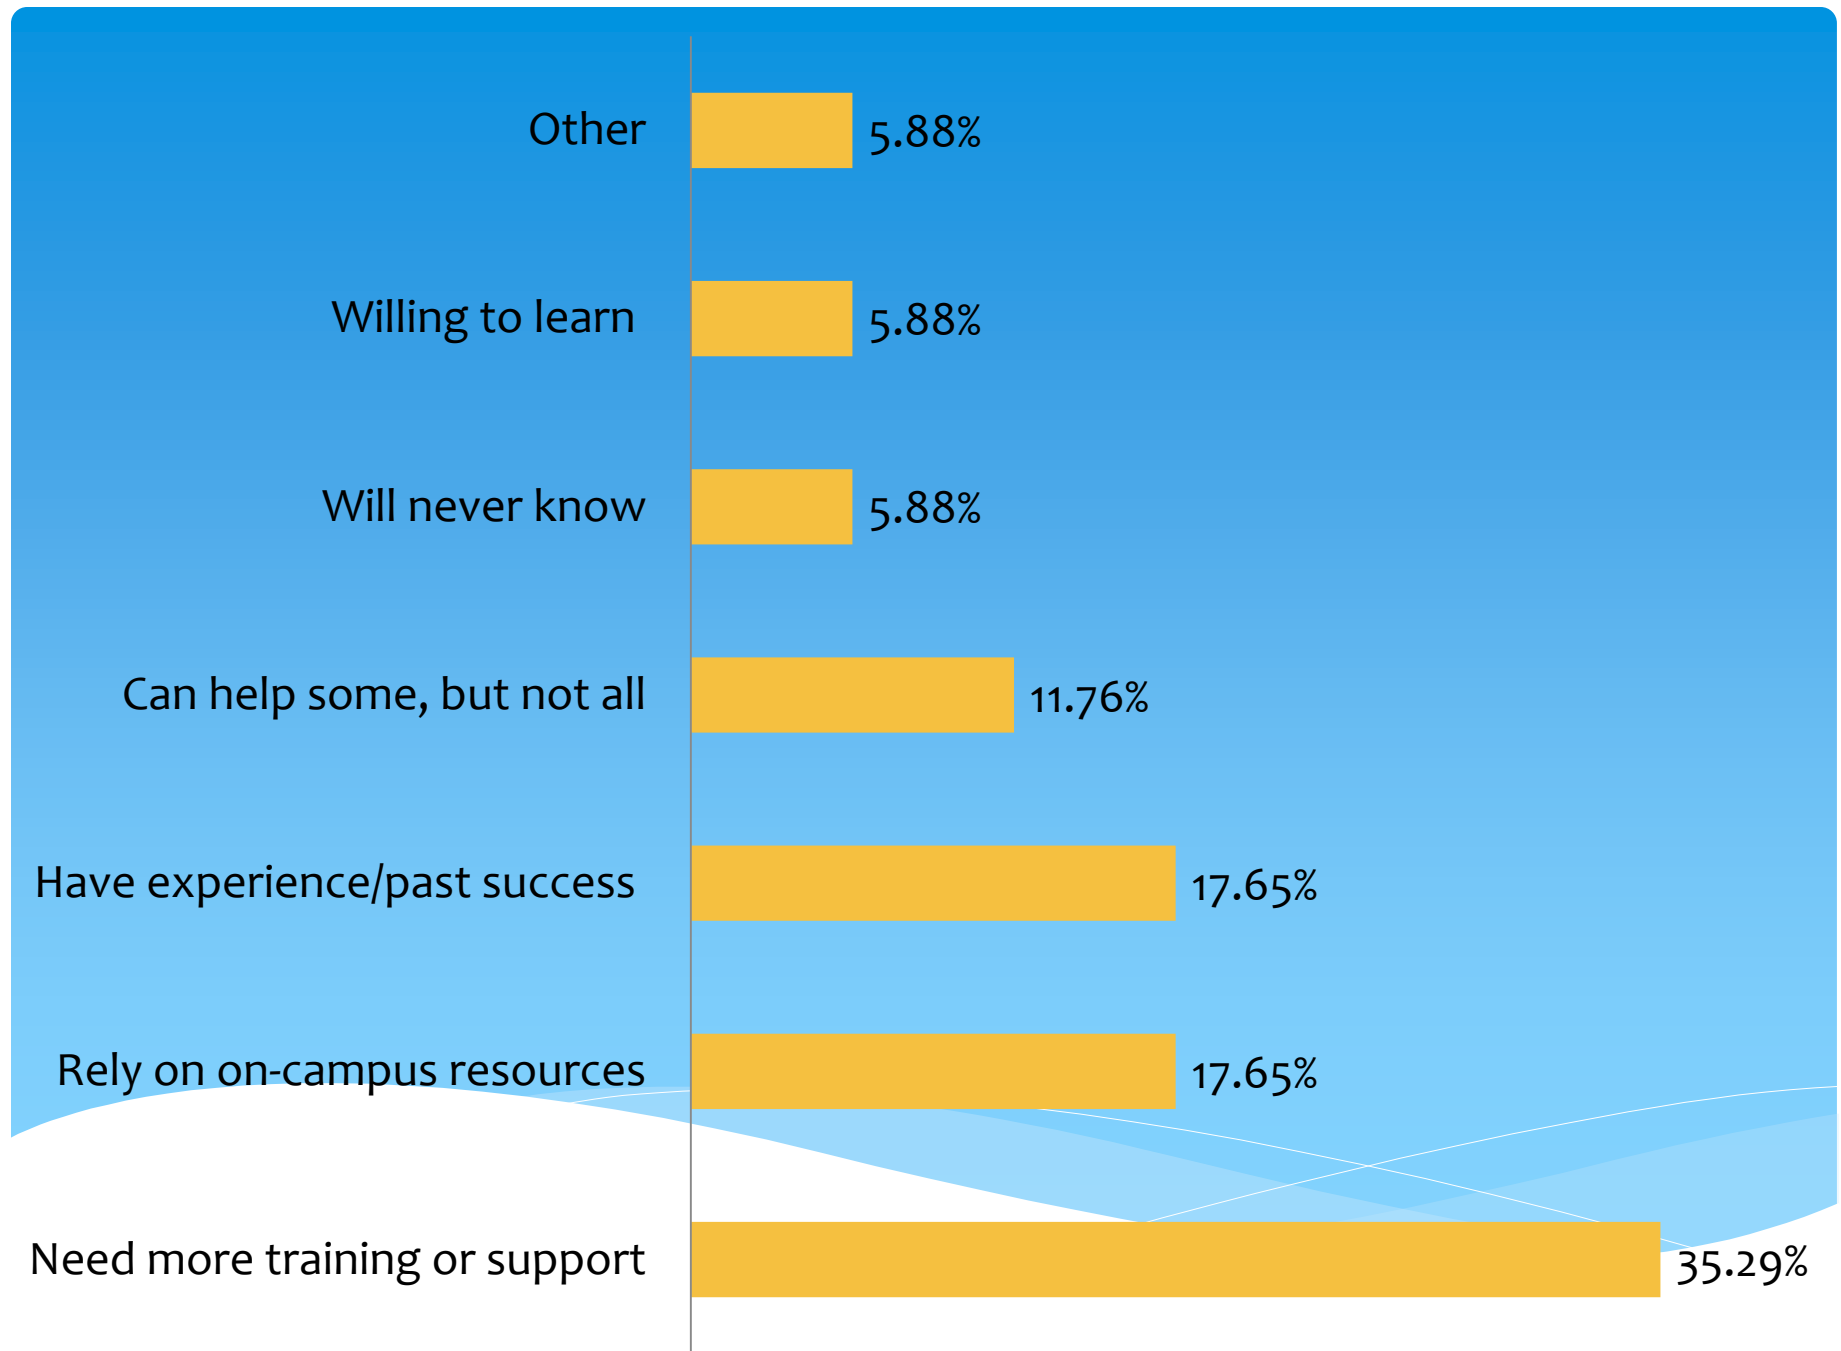 Other 5.88%
Willing to learn 5.88%
Will never know 5.88%
Can help some, but not all 11.76%
Have experience/past success 17.65%
Rely on on-campus resources 17.65%
Need more training or support 35.29%